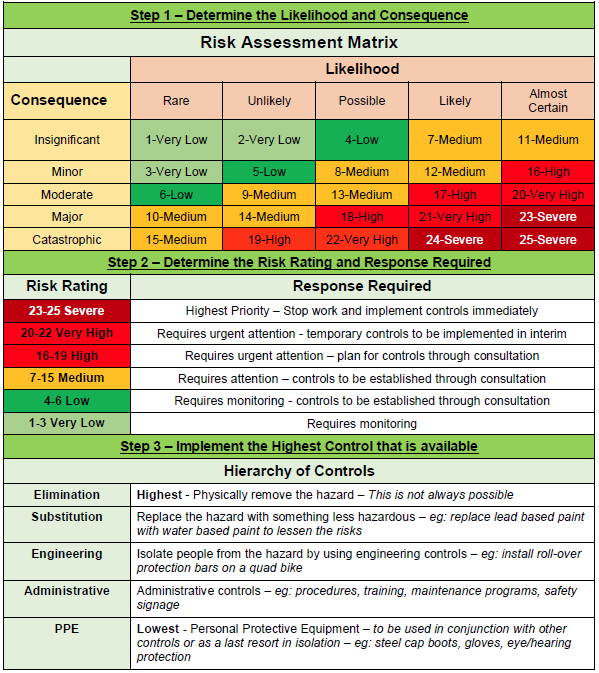 Step 1 – Determine the Likelihood and Consequence
Risk Assessment Matrix
Likelihood
Consequence Rare Unlikely Possible Likely Almost Certain
Insignificant 1-Very Low 2-Very Low 4-Low 7-Medium 11-Medium
Minor 3-Very Low 5-Low 8-Medium 12-Medium 16-High
Moderate 6-Low 9-Medium 13-Medium 17-High 20-Very High
Major 10-Medium 14-Medium 18-High 21-Very High 23-Severe
Catastrophic 15-Medium 19-High 22-Very High 24-Severe 25-Severe
Step 2 – Determine the Risk Rating and Response Required
Risk Rating Response Required
23-25 Severe Highest Priority – Stop work and implement controls immediately
20-22 Very High Requires urgent attention - temporary controls to be implemented in interim
16-19 High Requires urgent attention – plan for controls through consultation
7-15 Medium Requires attention – controls to be established through consultation
4-6 Low Requires monitoring - controls to be established through consultation
1-3 Very Low Requires monitoring
Step 3 – Implement the Highest Control that is available
Hierarchy of Controls
Elimination Highest - Physically remove the hazard – This is not always possible
Substitution Replace the hazard with something less hazardous – eg: replace lead based paint
with water based paint to lessen the risks
Engineering Isolate people from the hazard by using engineering controls – eg: install roll-over
protection bars on a quad bike
Administrative Administrative controls – eg: procedures, training, maintenance programs, safety
signage
PPE Lowest - Personal Protective Equipment – to be used in conjunction with other
controls or as a last resort in isolation – eg: steel cap boots, gloves, eye/hearing
protection